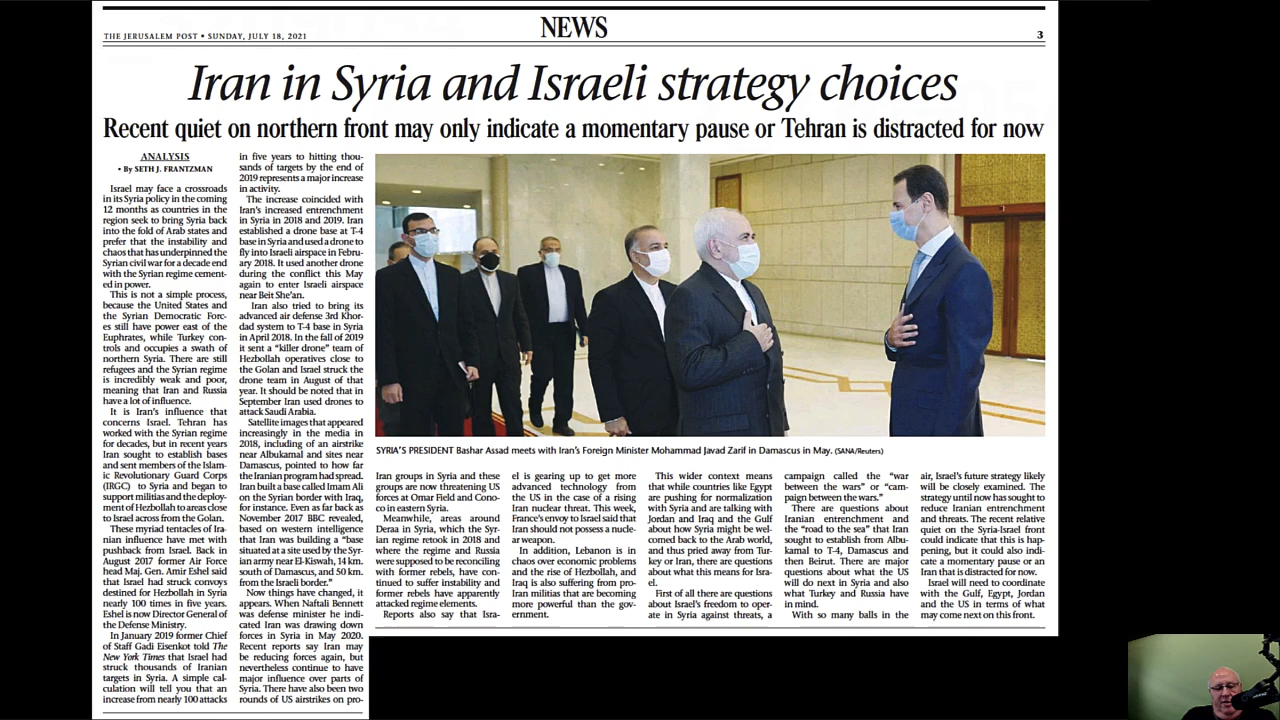 THE JERUSALEM POST • SUNDAY, JULY 18, 2021
NEWS
3
Iran in Syria and Israeli strategy choices
Recent quiet on northern front may only indicate a momentary pause or Tehran is distracted for now
ANALYSIS
• By SETH J. FRANTZMAN
Israel may face a crossroads
in its Syria policy in the coming
12 months as countries in the
region seek to bring Syria back
into the fold of Arab states and
prefer that the instability and
chaos that has underpinned the
Syrian civil war for a decade end
with the Syrian regime cement-
ed in power.
This is not a simple process,
because the United States and
the Syrian Democratic Forc-
es still have power east of the
Euphrates, while Turkey con-
trols and occupies a swath of
northern Syria. There are still
refugees and the Syrian regime
is incredibly weak and poor,
meaning that Iran and Russia
have a lot of influence.
It is Iran's influence that
concerns Israel. Tehran has
worked with the Syrian regime
for decades, but in recent years
Iran sought to establish bases
and sent members of the Islam-
ic Revolutionary Guard Corps
(IRGC) to Syria and began to
support militias and the deploy-
ment of Hezbollah to areas close
to Israel across from the Golan.
These myriad tentacles of Ira-
nian influence have met with
pushback from Israel. Back in
August 2017 former Air Force
head Maj. Gen. Amir Eshel said
that Israel had struck convoys
destined for Hezbollah in Syria
nearly 100 times in five years.
Eshel is now Director General of
the Defense Ministry.
In January 2019 former Chief
of Staff Gadi Eisenkot told The
New York Times that Israel had
struck thousands of Iranian
targets in Syria. A simple cal-
culation will tell you that an
increase from nearly 100 attacks
in five years to hitting thou-
sands of targets by the end of
2019 represents a major increase
in activity.
The increase coincided with
Iran's increased entrenchment
in Syria in 2018 and 2019. Iran
established a drone base at T-4
base in Syria and used a drone to
fly into Israeli airspace in Febru-
ary 2018. It used another drone
during the conflict this May
again to enter Israeli airspace
near Beit She'an.
Iran also tried to bring its
advanced air defense 3rd Khor-
dad system to T-4 base in Syria
in April 2018. In the fall of 2019
it sent a “killer drone” team of
Hezbollah operatives close to
the Golan and Israel struck the
drone team in August of that
year. It should be noted that in
September Iran used drones to
attack Saudi Arabia.
Satellite images that appeared
increasingly in the media in
2018, including of an airstrike
near Albukamal and sites near
Damascus, pointed to how far
the Iranian program had spread.
Iran built a base called Imam Ali
on the Syrian border with Iraq,
for instance. Even as far back as
November 2017 BBC revealed,
based on western intelligence
that Iran was building a “base
situated at a site used by the Syr-
ian army near El-Kiswah, 14 km.
south of Damascus, and 50 km.
from the Israeli border.”
Now things have changed, it
appears. When Naftali Bennett
was defense minister he indi-
cated Iran was drawing down
forces in Syria in May 2020.
Recent reports say Iran may
be reducing forces again, but
nevertheless continue to have
major influence over parts of
Syria. There have also been two
rounds of US airstrikes on pro-
SYRIA'S PRESIDENT Bashar Assad meets with Iran's Foreign Minister Mohammad Javad Zarif in Damascus in May. (SANA/Reuters)
Iran groups in Syria and these
groups are now threatening US
forces at Omar Field and Cono-
co in eastern Syria.
Meanwhile, areas around
Deraa in Syria, which the Syr-
ian regime retook in 2018 and
where the regime and Russia
were supposed to be reconciling
with former rebels, have con-
tinued to suffer instability and
former rebels have apparently
attacked regime elements.
Reports also say that Isra-
el is gearing up to get more
advanced technology from
the US in the case of a rising
Iran nuclear threat. This week,
France's envoy to Israel said that
Iran should not possess a nucle-
ar weapon.
In addition, Lebanon is in
chaos over economic problems
and the rise of Hezbollah, and
Iraq is also suffering from pro-
Iran militias that are becoming
more powerful than the gov-
ernment.
This wider context means
that while countries like Egypt
are pushing for normalization
with Syria and are talking with
Jordan and Iraq and the Gulf
about how Syria might be wel-
comed back to the Arab world,
and thus pried away from Tur-
key or Iran, there are questions
about what this means for Isra-
el.
First of all there are questions
about Israel's freedom to oper-
ate in Syria against threats, a
campaign called the “war
between the wars” or “cam-
paign between the wars.”
There are questions about
Iranian entrenchment and
the “road to the sea” that Iran
sought to establish from Albu-
kamal to T-4, Damascus and
then Beirut. There are major
questions about what the US
will do next in Syria and also
what Turkey and Russia have
in mind.
With so many balls in the
air, Israel's future strategy likely
will be closely examined. The
strategy until now has sought to
reduce Iranian entrenchment
and threats. The recent relative
quiet on the Syria-Israel front
could indicate that this is hap-
pening, but it could also indi-
cate a momentary pause or an
Iran that is distracted for now.
Israel will need to coordinate
with the Gulf, Egypt, Jordan
and the US in terms of what
may come next on this front.